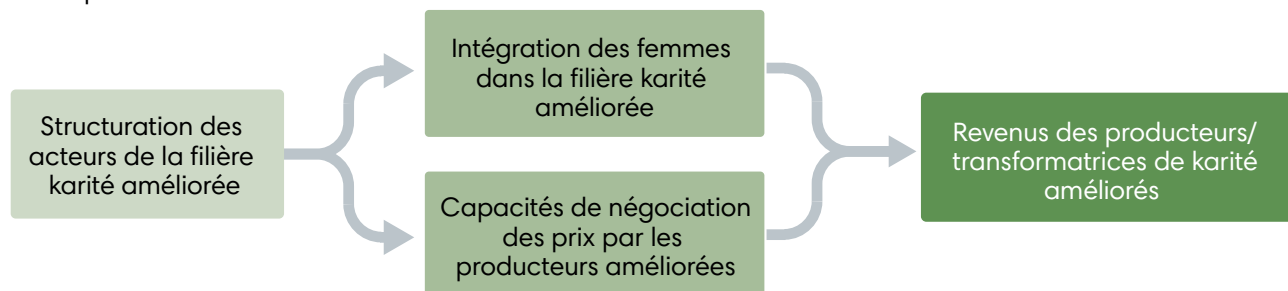 Structuration des
acteurs de la filière
karité améliorée
Intégration des femmes
dans la filière karité
améliorée
Capacités de négociation
des prix par les
producteurs améliorées
Revenus des producteurs/
transformatrices de karité
améliorés